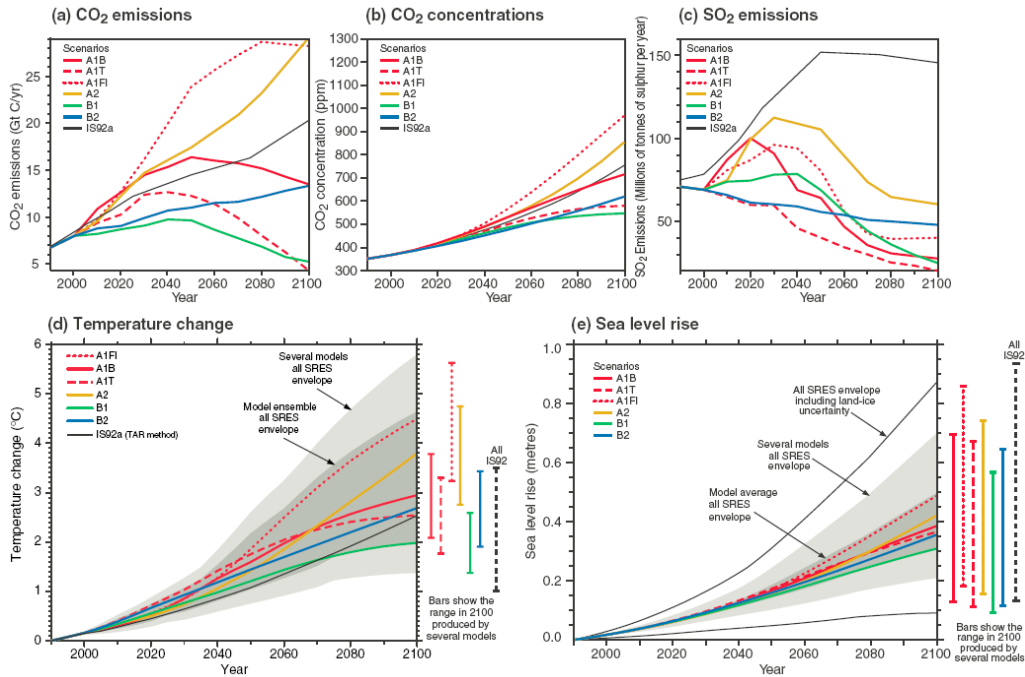 (a) CO2 emissions
CO2 emissions (Gt C/yr)
Scenarios
A1B
A1T
A1FI
A2
B1
B2
IS92a
25
20
15
10
5
2000
2020
2040
2060
2080
2100
Year
(b) CO2 concentrations
CO2 concentration (ppm)
1300
1200
1100
1000
900
800
700
600
500
400
300
Scenarios
A1B
A1T
A1FI
A2
B1
B2
IS92a
2000
2020
2040
2060
2080
2100
Year
(c) SO2 emissions
SO2 Emissions (Millions of tonnes of sulphur per year)
150
100
50
Scenarios
A1B
A1T
A1FI
A2
B1
B2
IS92a
2000
2020
2040
2060
2080
2100
Year
(d) Temperature change
Temperature change (°C)
6
5
4
3
2
1
0
A1FI
A1B
A1T
A2
B1
B2
IS92a (TAR method)
Several models
all SRES
envelope
Model ensemble
all SRES
envelope
2000
2020
2040
2060
2080
2100
Year
All
IS92
Bars show the
range in 2100
produced by
several models
(e) Sea level rise
Sea level rise (metres)
1.0
0.8
0.6
0.4
0.2
0.0
Scenarios
A1B
A1T
A1FI
A2
B1
B2
All SRES envelope
including land-ice
uncertainty
Several models
all SRES
envelope
Model average
all SRES
envelope
2000
2020
2040
2060
2080
2100
Year
All
IS92
Bars show the
range in 2100
produced by
several models